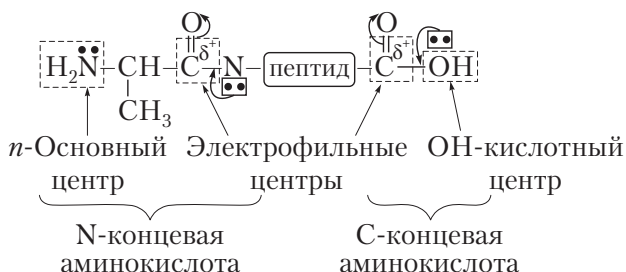 O O
H₂N–CH–C–N–пептид–C–OH
δ⁺ δ⁺
CH₃
n-Основный Электрофильные OH-кислотный
центр центры центр
N-концевая C-концевая
аминокислота аминокислота